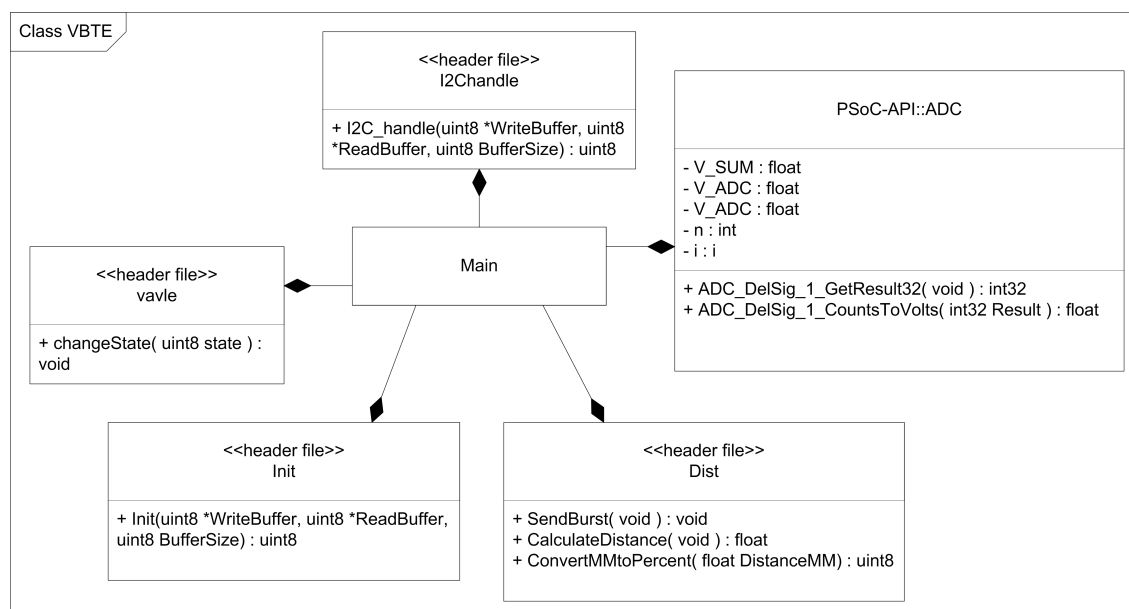 Class VBTE
<<header file>>
I2Chandle
+ I2C_handle(uint8 *WriteBuffer, uint8
*ReadBuffer, uint8 BufferSize) : uint8
PSoC-API::ADC
- V_SUM : float
- V_ADC : float
- V_ADC : float
- n : int
- i : i
+ ADC_DelSig_1_GetResult32( void ) : int32
+ ADC_DelSig_1_CountsToVolts( int32 Result ) : float
Main
<<header file>>
vavle
+ changeState( uint8 state ) :
void
<<header file>>
Init
+ Init(uint8 *WriteBuffer, uint8 *ReadBuffer,
uint8 BufferSize) : uint8
<<header file>>
Dist
+ SendBurst( void ) : void
+ CalculateDistance( void ) : float
+ ConvertMMtoPercent( float DistanceMM) : uint8